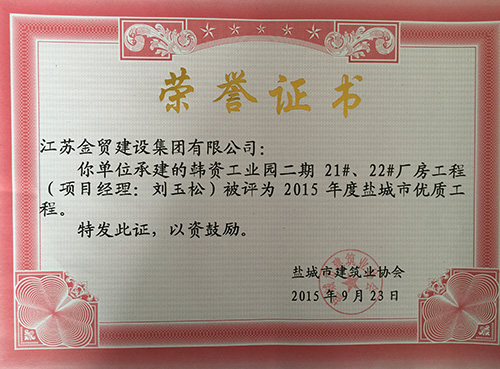 荣誉证书
江苏金贸建设集团有限公司：
你单位承建的韩资工业园二期 21#、22#厂房工程
（项目经理：刘玉松）被评为 2015 年度盐城市优质工
程。
特发此证，以资鼓励。
盐城市建筑业协会
2015 年 9 月 23 日